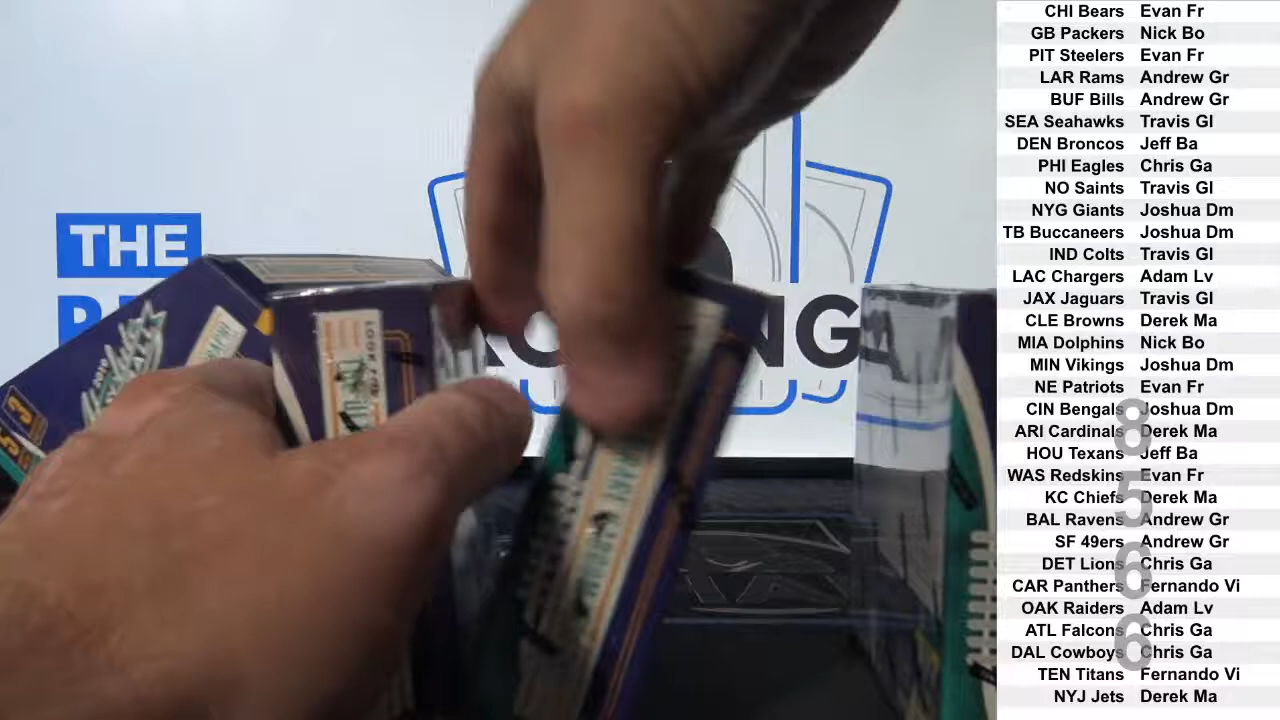 THE
NG
LOOK FOR
CHI Bears Evan Fr
GB Packers Nick Bo
PIT Steelers Evan Fr
LAR Rams Andrew Gr
BUF Bills Andrew Gr
SEA Seahawks Travis Gl
DEN Broncos Jeff Ba
PHI Eagles Chris Ga
NO Saints Travis Gl
NYG Giants Joshua Dm
TB Buccaneers Joshua Dm
IND Colts Travis Gl
LAC Chargers Adam Lv
JAX Jaguars Travis Gl
CLE Browns Derek Ma
MIA Dolphins Nick Bo
MIN Vikings Joshua Dm
NE Patriots Evan Fr
CIN Bengals Joshua Dm
ARI Cardinals Derek Ma
HOU Texans Jeff Ba
WAS Redskins Evan Fr
KC Chiefs Derek Ma
BAL Ravens Andrew Gr
SF 49ers Andrew Gr
DET Lions Chris Ga
CAR Panthers Fernando Vi
OAK Raiders Adam Lv
ATL Falcons Chris Ga
DAL Cowboys Chris Ga
TEN Titans Fernando Vi
NYJ Jets Derek Ma
8566